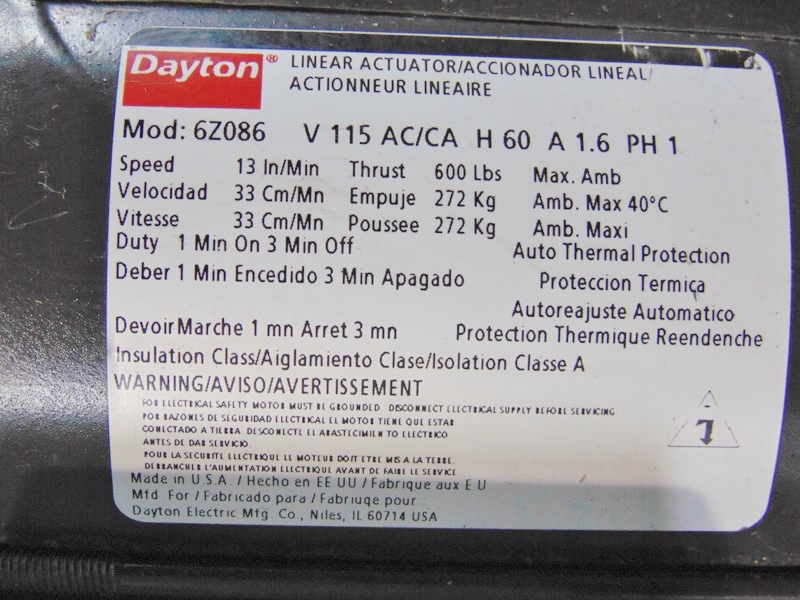 Dayton® LINEAR ACTUATOR/ACCIONADOR LINEAL/
ACTIONNEUR LINEAIRE
Mod: 6Z086 V 115 AC/CA H 60 A 1.6 PH 1
Speed 13 In/Min Thrust 600 Lbs Max. Amb
Velocidad 33 Cm/Mn Empuje 272 Kg Amb. Max 40°C
Vitesse 33 Cm/Mn Poussee 272 Kg Amb. Maxi
Duty 1 Min On 3 Min Off Auto Thermal Protection
Deber 1 Min Encedido 3 Min Apagado Proteccion Termica
Autoreajuste Automatico
Devoir Marche 1 mn Arret 3 mn Protection Thermique Reendenche
Insulation Class/Aiglamiento Clase/Isolation Classe A
WARNING/AVISO/AVERTISSEMENT
FOR ELECTRICAL SAFETY MOTOR MUST BE GROUNDED. DISCONNECT ELECTRICAL SUPPLY BEFORE SERVICING
POR RAZONES DE SEGURIDAD ELECTRICAL EL MOTOR TIENE QUE ESTAR
CONECTADO A TIERRA. DESCONECTE EL ABASTECIMIENTO ELECTRICO
ANTES DE DAR SERVICIO.
POUR LA SECURITE ELECTRIQUE LE MOTEUR DOIT ETRE MIS A LA TERRE.
DEBRANCHER L'AUMENTATION ELECTRIQUE AVANT DE FAIRE LE SERVICE.
1
Made in U.S.A. / Hecho en EE UU / Fabrique aux E U
Mfd For / Fabricado para / Fabriuge pour
Dayton Electric Mfg. Co., Niles, IL 60714 USA